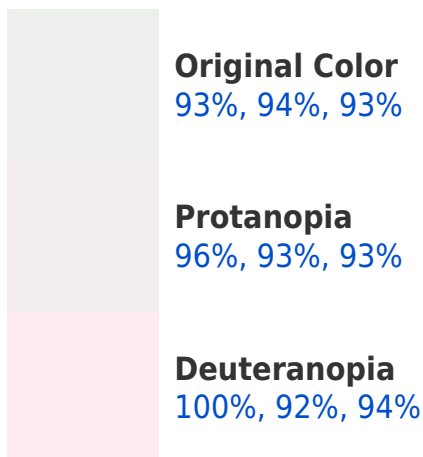 Original Color
93%, 94%, 93%
Protanopia
96%, 93%, 93%
Deuteranopia
100%, 92%, 94%